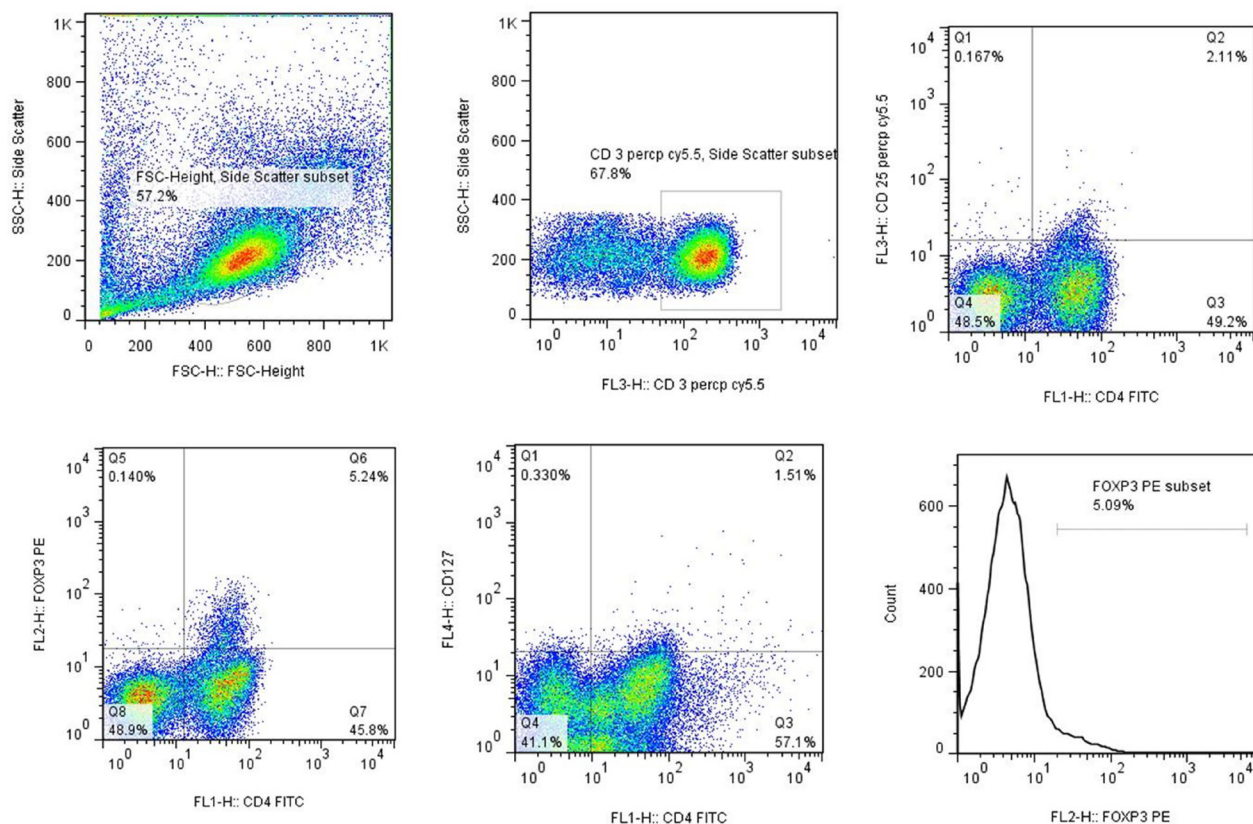 1K
800
600
400
200
0
SSC-H:: Side Scatter
FSC-Height, Side Scatter subset
57.2%
0 200 400 600 800 1K
FSC-H:: FSC-Height
1K
800
600
400
200
0
SSC-H:: Side Scatter
CD 3 percp cy5.5, Side Scatter subset
67.8%
10^0 10^1 10^2 10^3 10^4
FL3-H:: CD 3 percp cy5.5
10^4
10^3
10^2
10^1
10^0
FL3-H:: CD 25 percp cy5.5
Q1
0.167%
Q2
2.11%
Q4
48.5%
Q3
49.2%
10^0 10^1 10^2 10^3 10^4
FL1-H:: CD4 FITC
10^4
10^3
10^2
10^1
10^0
FL2-H:: FOXP3 PE
Q5
0.140%
Q6
5.24%
Q8
48.9%
Q7
45.8%
10^0 10^1 10^2 10^3 10^4
FL1-H:: CD4 FITC
10^4
10^3
10^2
10^1
10^0
FL4-H:: CD127
Q1
0.330%
Q2
1.51%
Q4
41.1%
Q3
57.1%
10^0 10^1 10^2 10^3 10^4
FL1-H:: CD4 FITC
600
400
200
0
Count
FOXP3 PE subset
5.09%
10^0 10^1 10^2 10^3 10^4
FL2-H:: FOXP3 PE